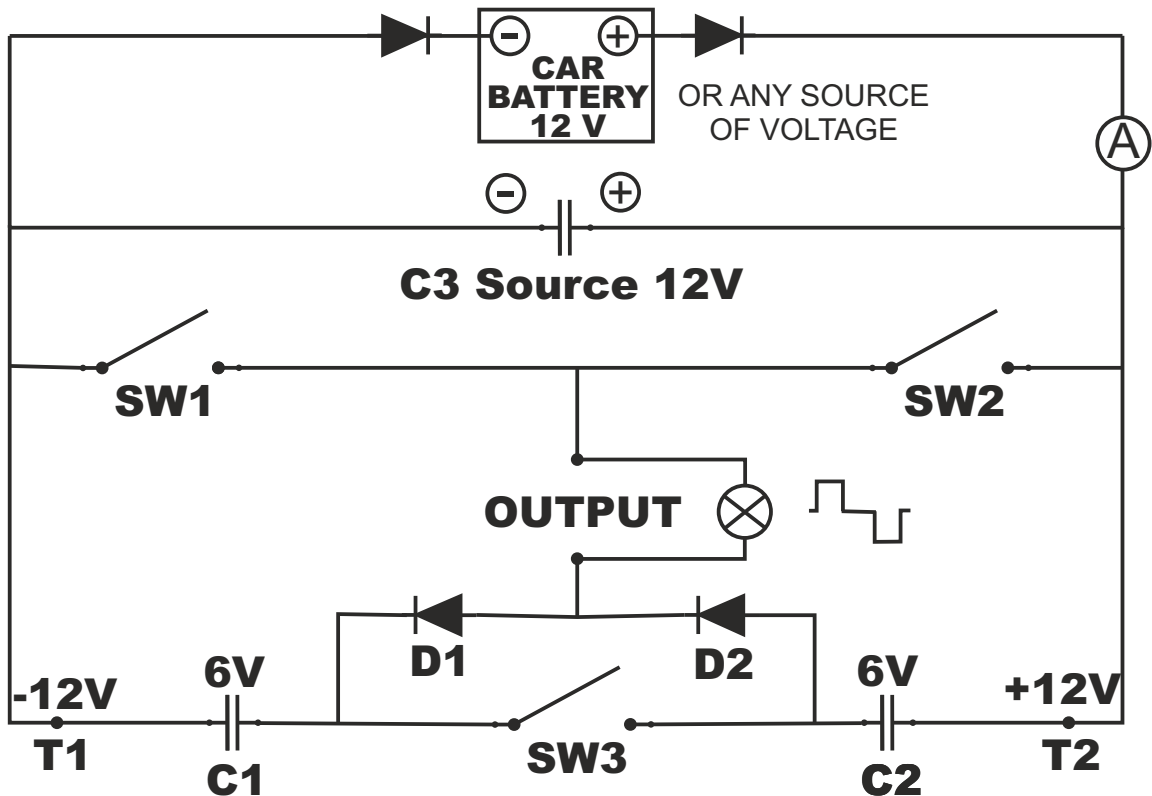 CAR
BATTERY
12 V
OR ANY SOURCE
OF VOLTAGE
A
C3 Source 12V
SW1
SW2
OUTPUT
D1
D2
6V
6V
-12V
+12V
T1
SW3
T2
C1
C2